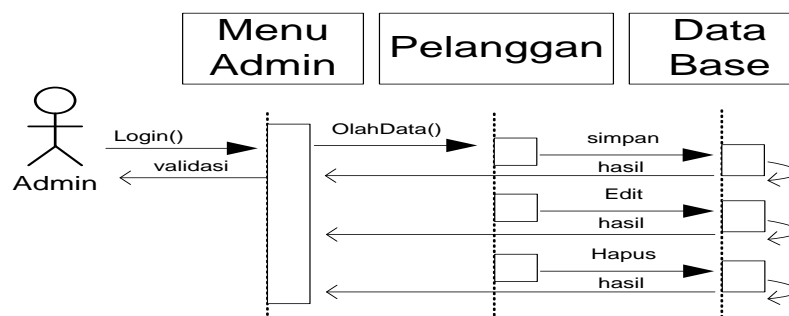 Menu
Admin
Pelanggan
Data
Base
Login()
OlahData()
simpan
validasi
hasil
Admin
Edit
hasil
Hapus
hasil